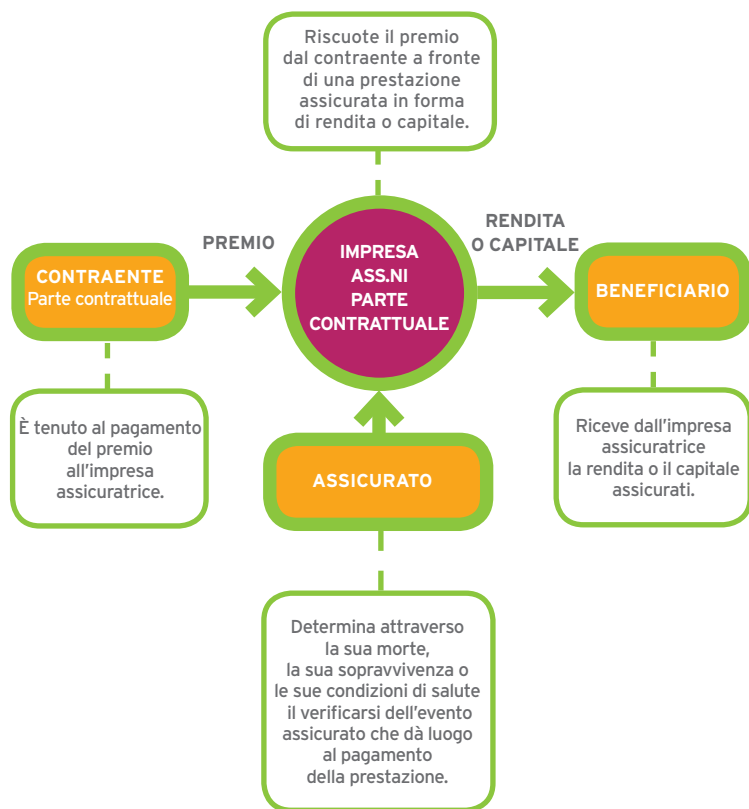 Riscuote il premio
dal contraente a fronte
di una prestazione
assicurata in forma
di rendita o capitale.
PREMIO
RENDITA
O CAPITALE
CONTRAENTE
Parte contrattuale
IMPRESA
ASS.NI
PARTE
CONTRATTUALE
BENEFICIARIO
È tenuto al pagamento
del premio
all'impresa
assicuratrice.
ASSICURATO
Riceve dall'impresa
assicuratrice
la rendita o il capitale
assicurati.
Determina attraverso
la sua morte,
la sua sopravvivenza o
le sue condizioni di salute
il verificarsi dell'evento
assicurato che dà luogo
al pagamento
della prestazione.